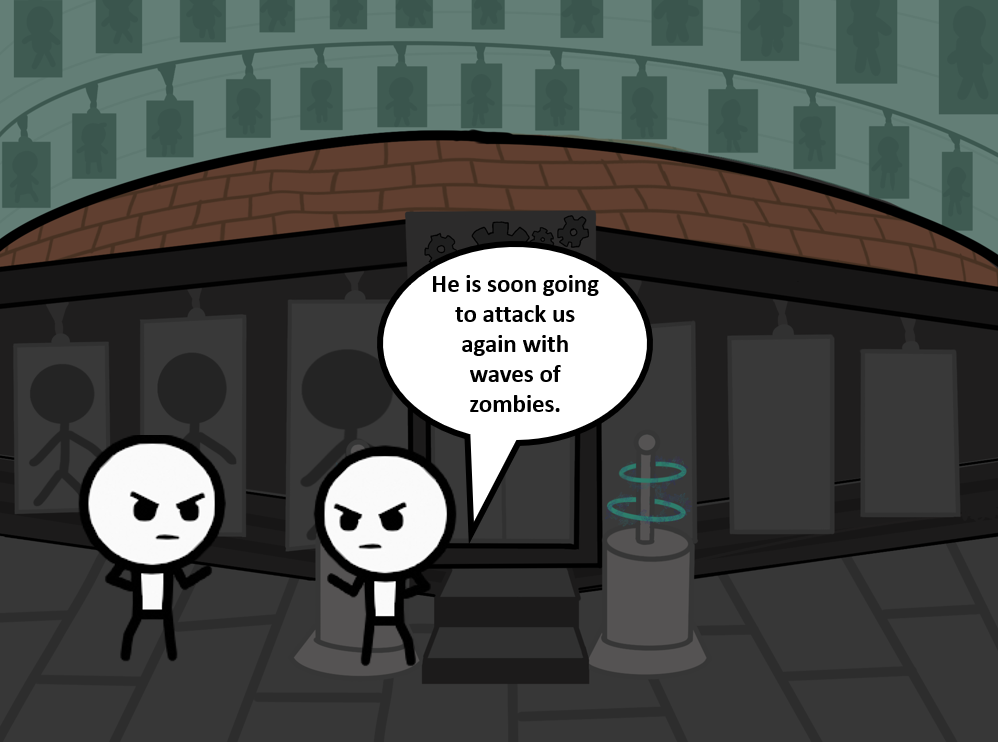 He is soon going
to attack us
again with
waves of
zombies.